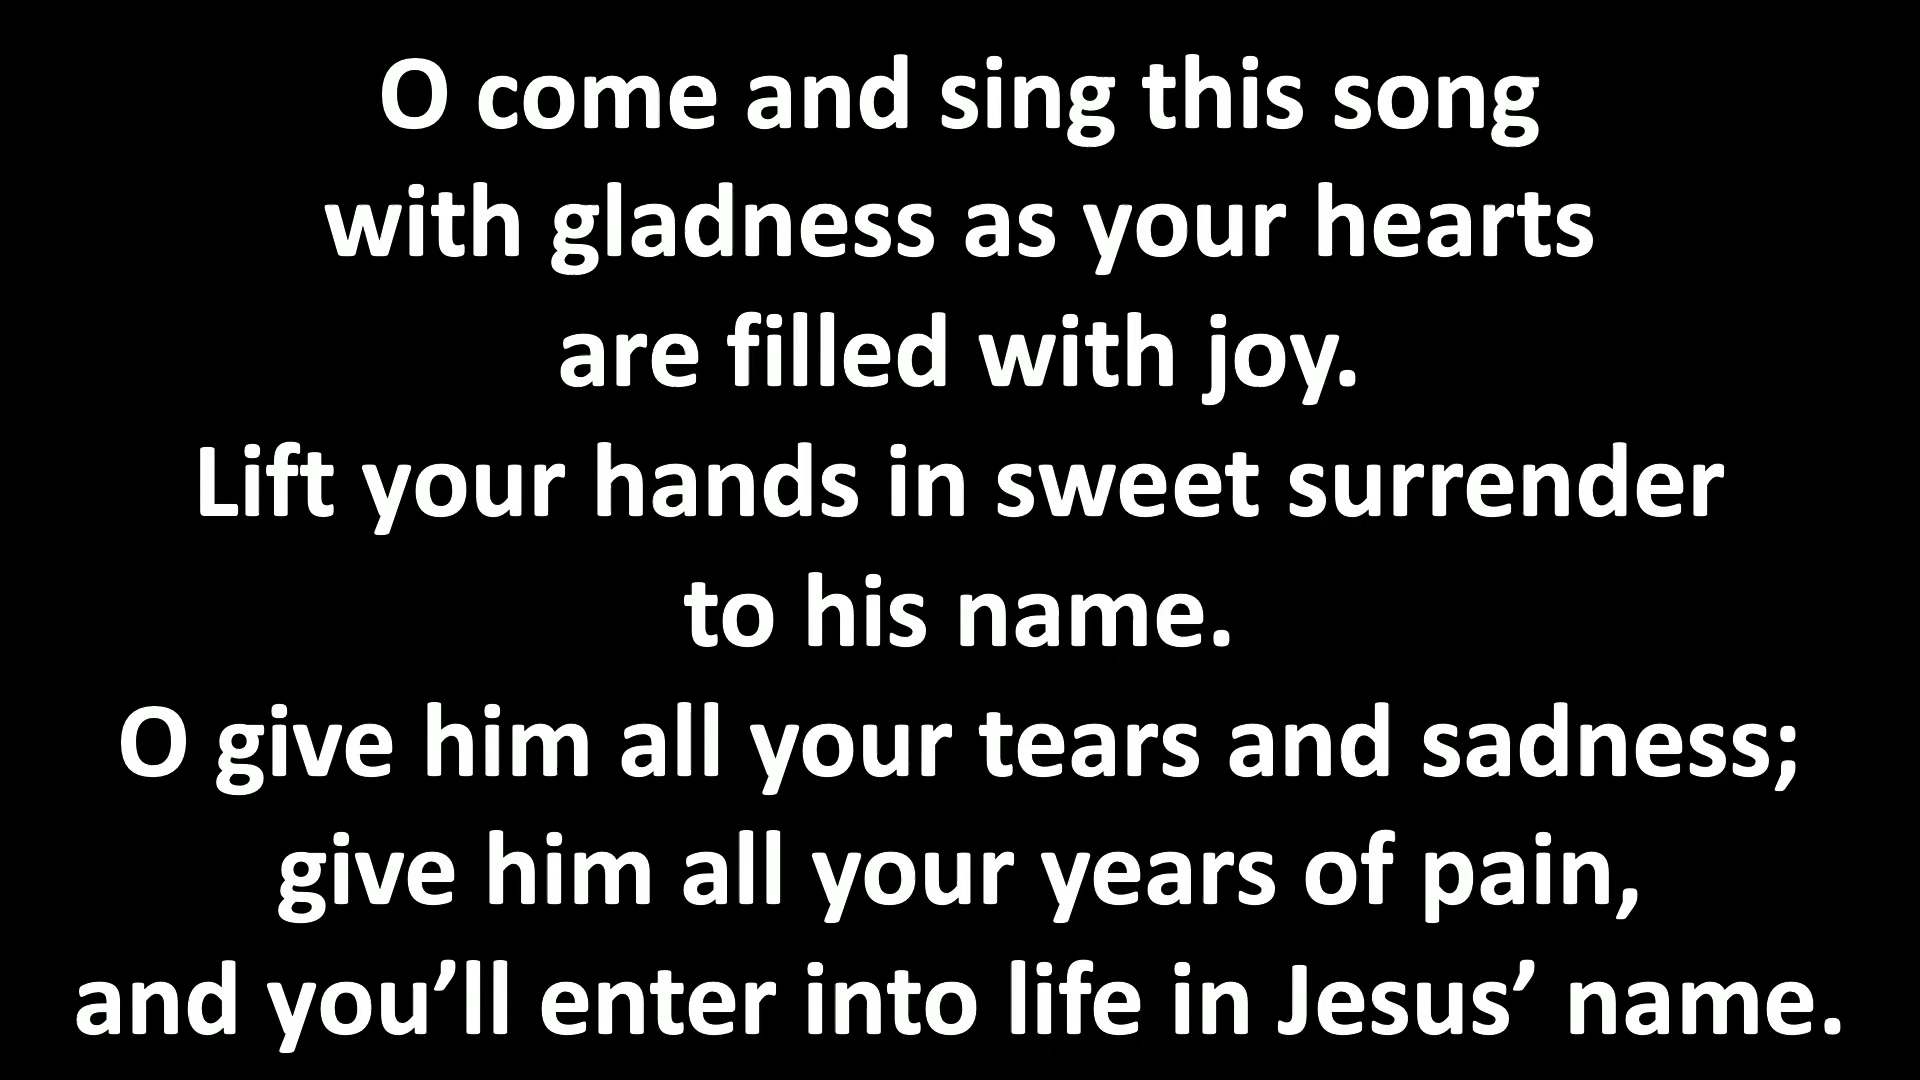 O come and sing this song
with gladness as your hearts
are filled with joy.
Lift your hands in sweet surrender
to his name.
O give him all your tears and sadness;
give him all your years of pain,
and you’ll enter into life in Jesus’ name.